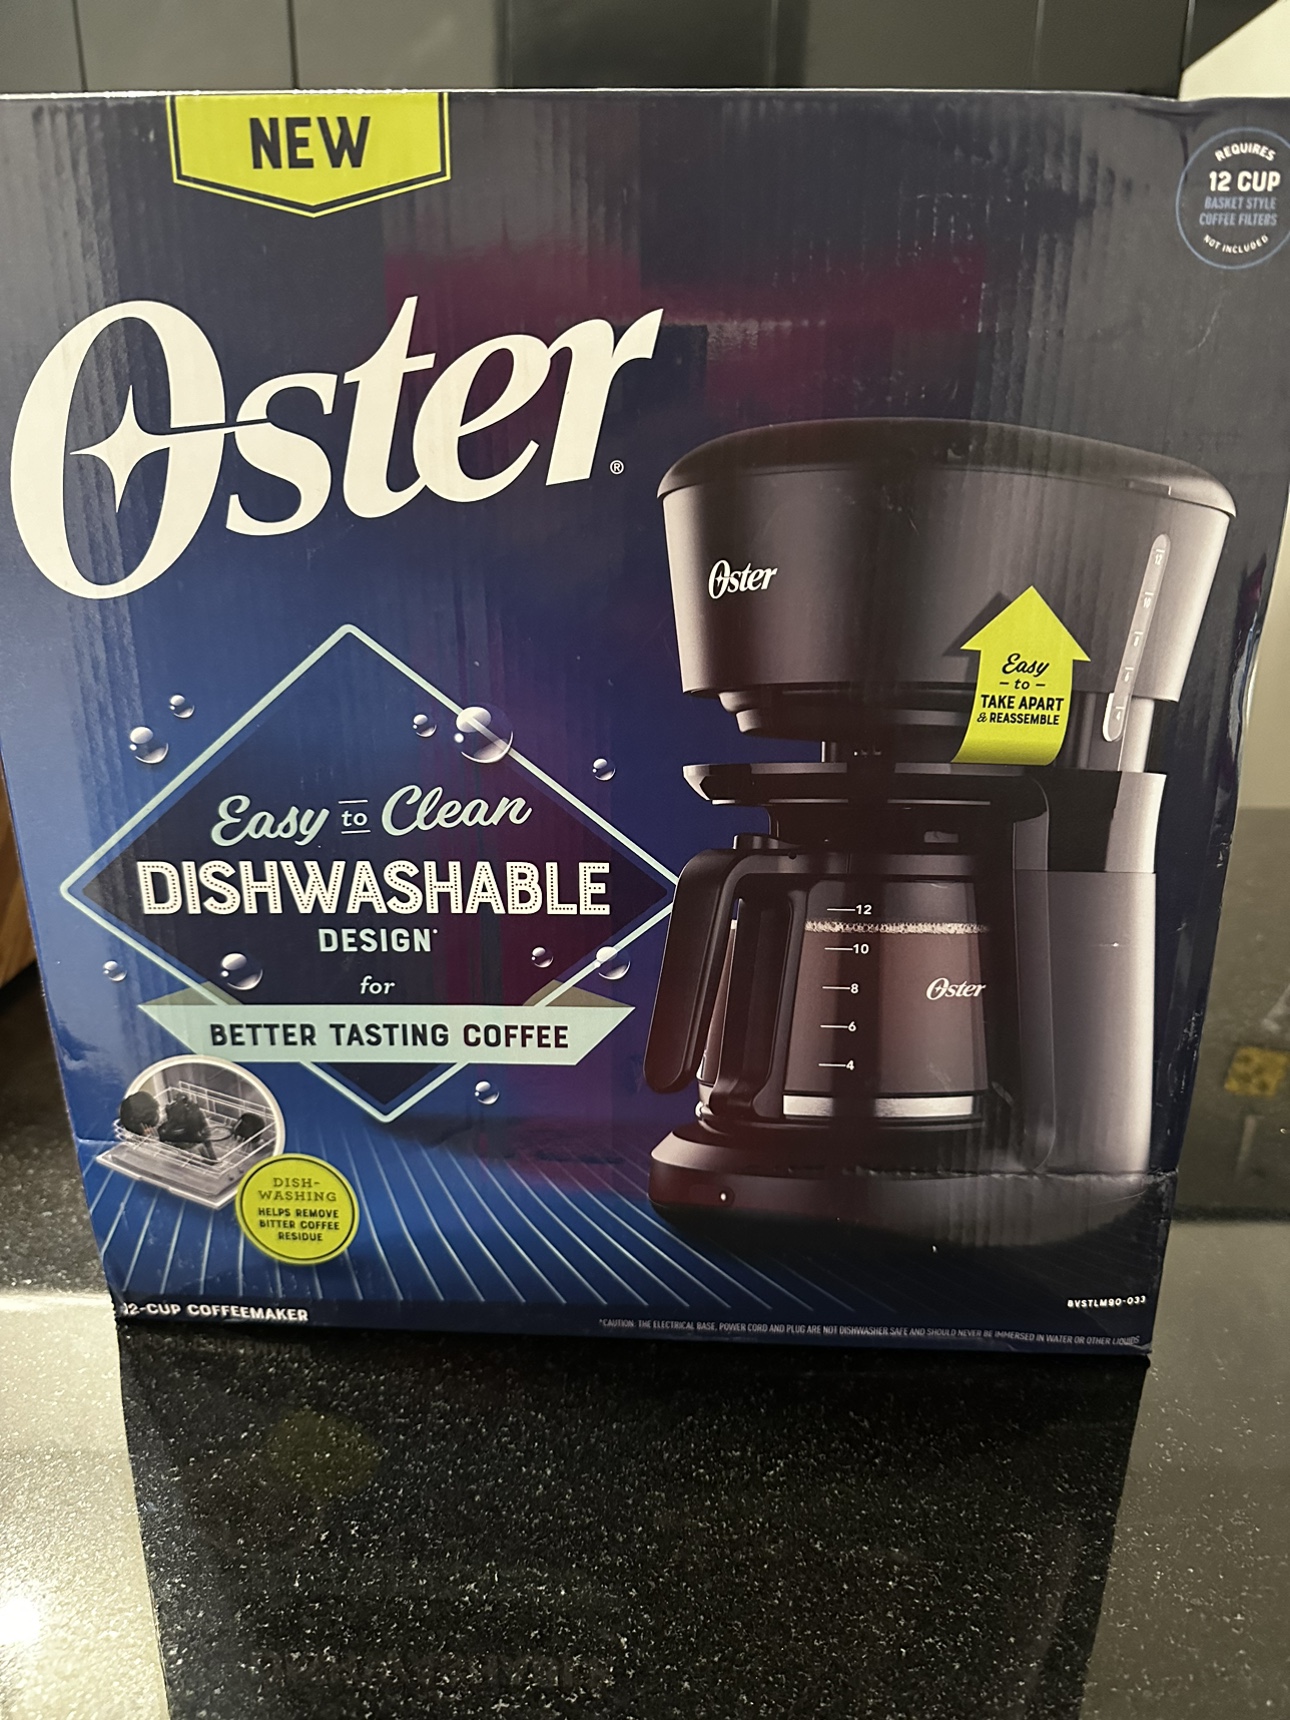 NEW
REQUIRES
12 CUP
BASKET STYLE
COFFEE FILTERS
NOT INCLUDED
Oster®
Oster
Easy
- to -
TAKE APART
& REASSEMBLE
Easy to Clean
DISHWASHABLE
DESIGN*
for
BETTER TASTING COFFEE
12
10
8
6
4
Oster
DISH-
WASHING
HELPS REMOVE
BITTER COFFEE
RESIDUE
12-CUP COFFEEMAKER
BVSTLM90-033
*CAUTION: THE ELECTRICAL BASE, POWER CORD AND PLUG ARE NOT DISHWASHER SAFE AND SHOULD NEVER BE IMMERSED IN WATER OR OTHER LIQUIDS